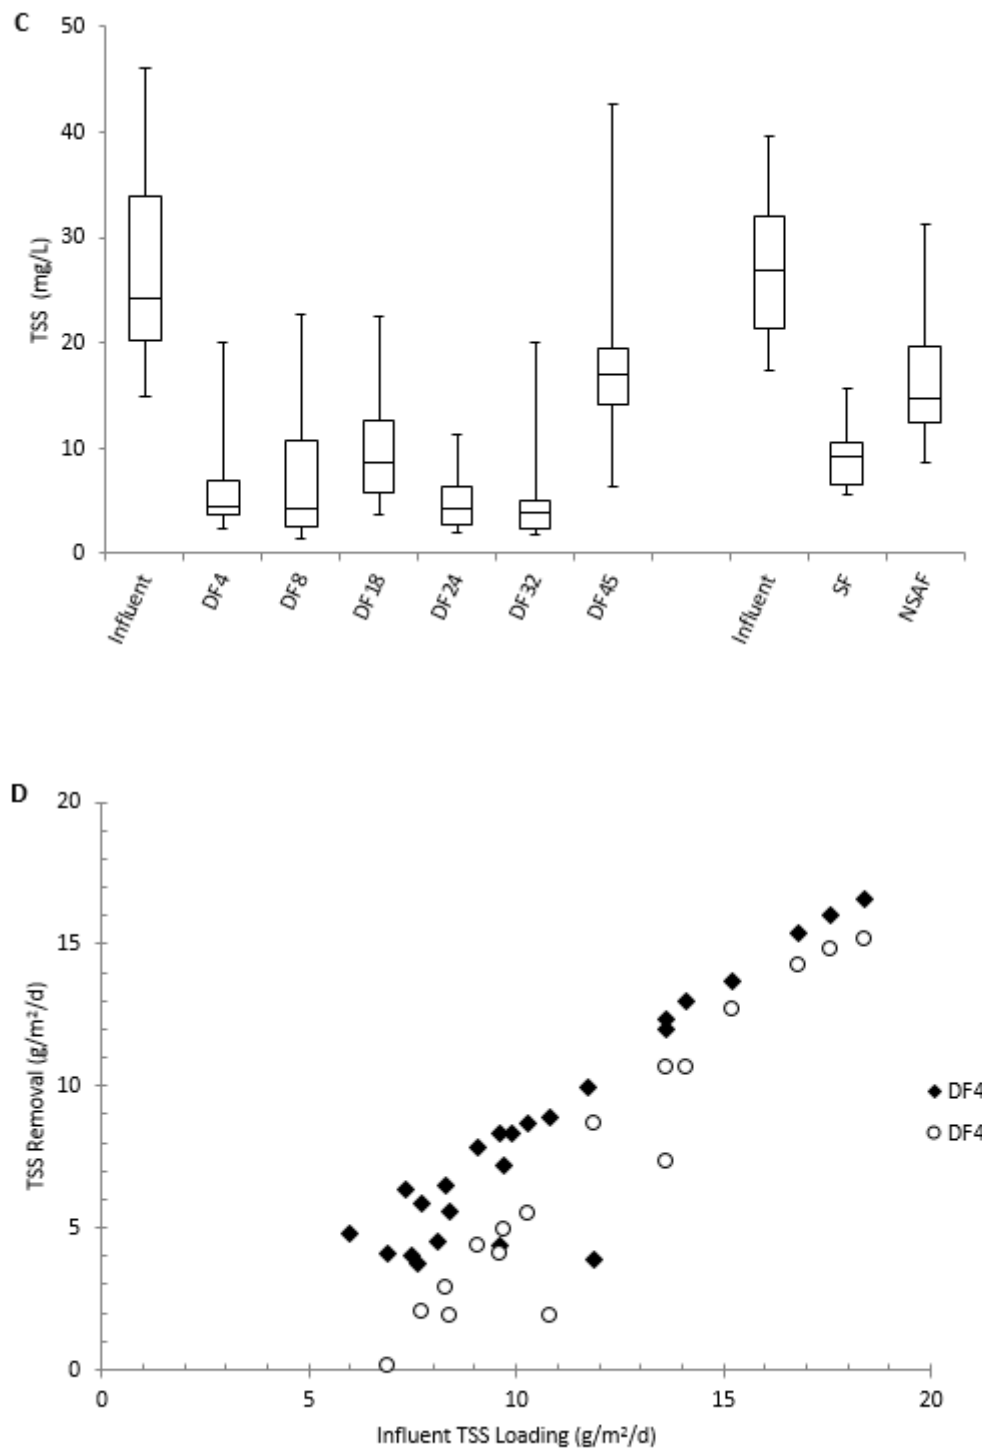 C
50
40
30
20
10
0
TSS (mg/L)
Influent
DF4
DF8
DF18
DF24
DF32
DF45
Influent
SF
NSAF
D
20
15
10
5
0
TSS Removal (g/m²/d)
DF4
DF4
0 5 10 15 20
Influent TSS Loading (g/m²/d)